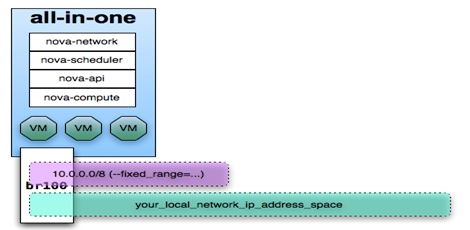 all-in-one
nova-network
nova-scheduler
nova-api
nova-compute
VM VM VM
10.0.0.0/8 (--fixed_range=...)
br100
your_local_network_ip_address_space